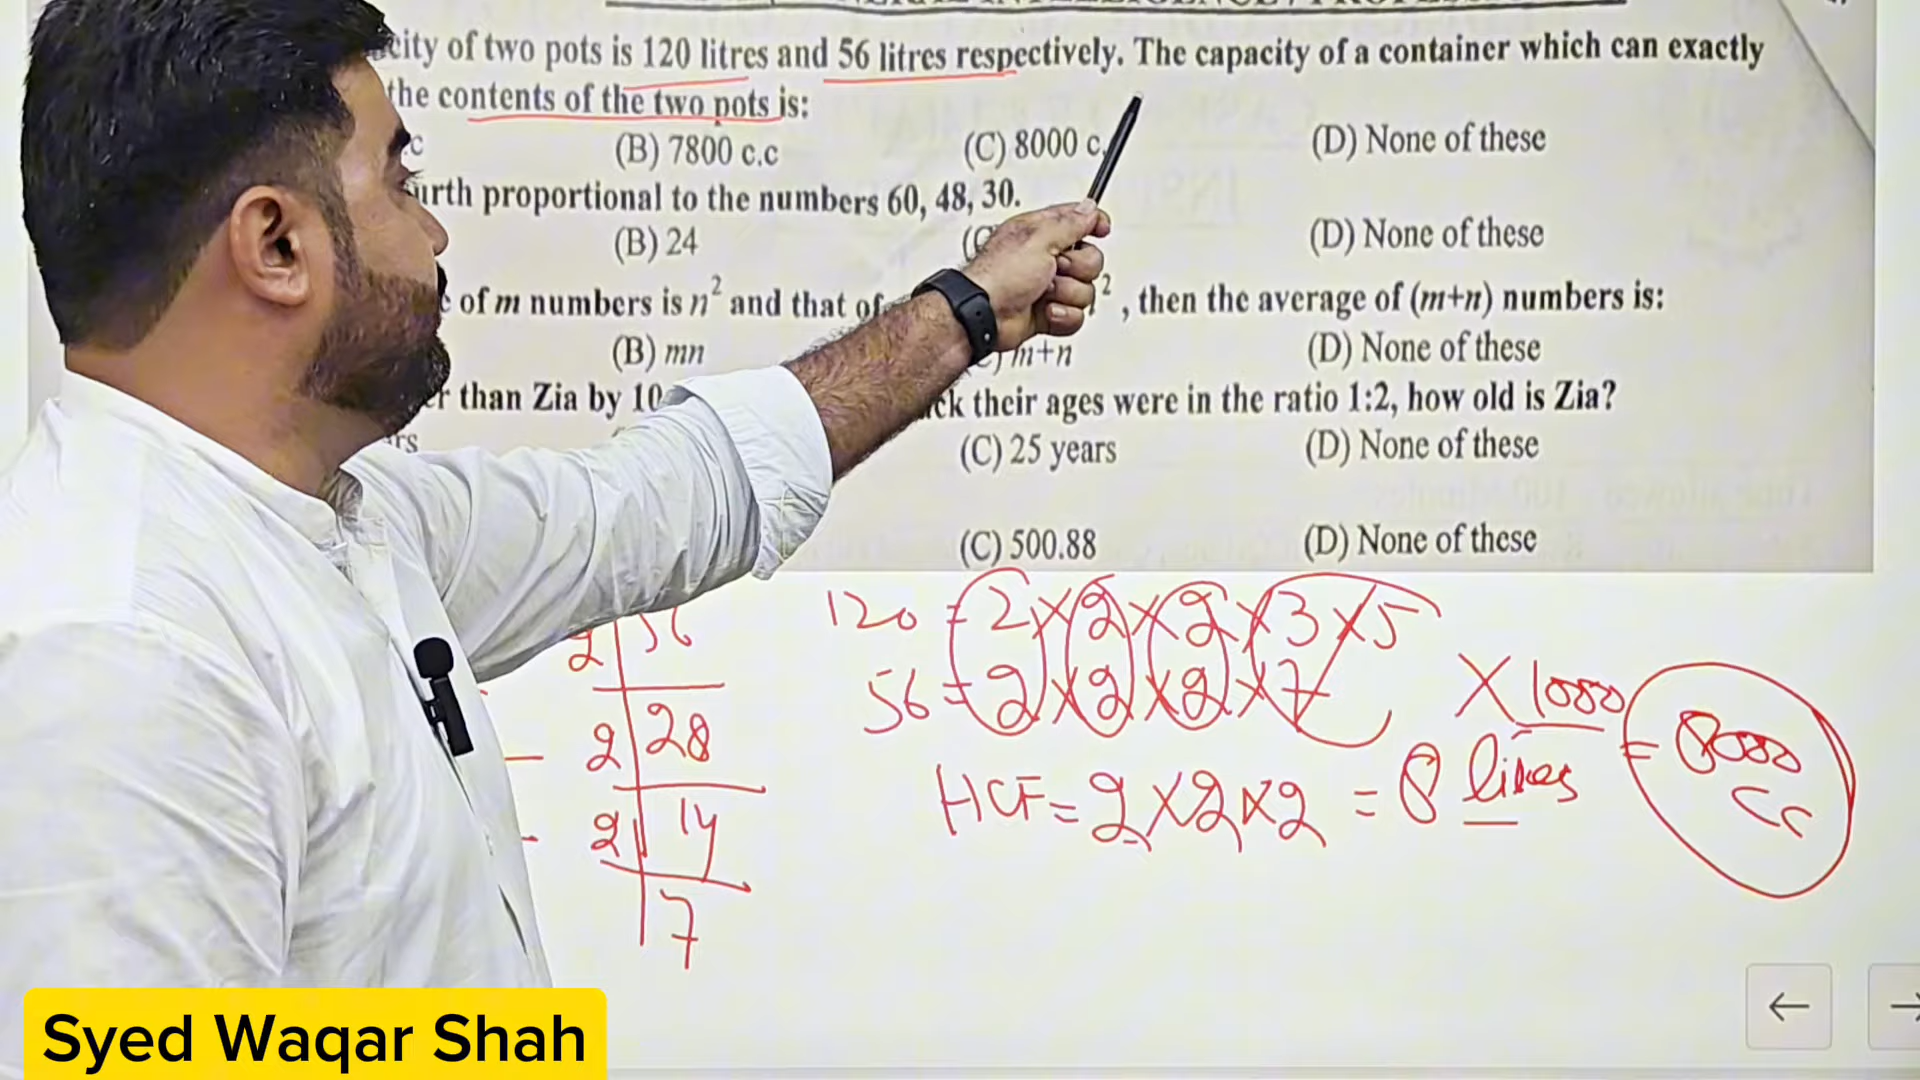 city of two pots is 120 litres and 56 litres respectively. The capacity of a container which can exactly
the contents of the two pots is:
c (B) 7800 c.c (C) 8000 c. (D) None of these
urth proportional to the numbers 60, 48, 30.
(B) 24 (D) None of these
of m numbers is n² and that of ², then the average of (m+n) numbers is:
(B) mn m+n (D) None of these
than Zia by 10 ck their ages were in the ratio 1:2, how old is Zia?
rs (C) 25 years (D) None of these
(C) 500.88 (D) None of these
120 = 2×2×2×3×5
56 = 2×2×2×7
HCF = 2×2×2 = 8 litres ×1000 = 8000 cc
2 56
2 28
2 14
7
Syed Waqar Shah